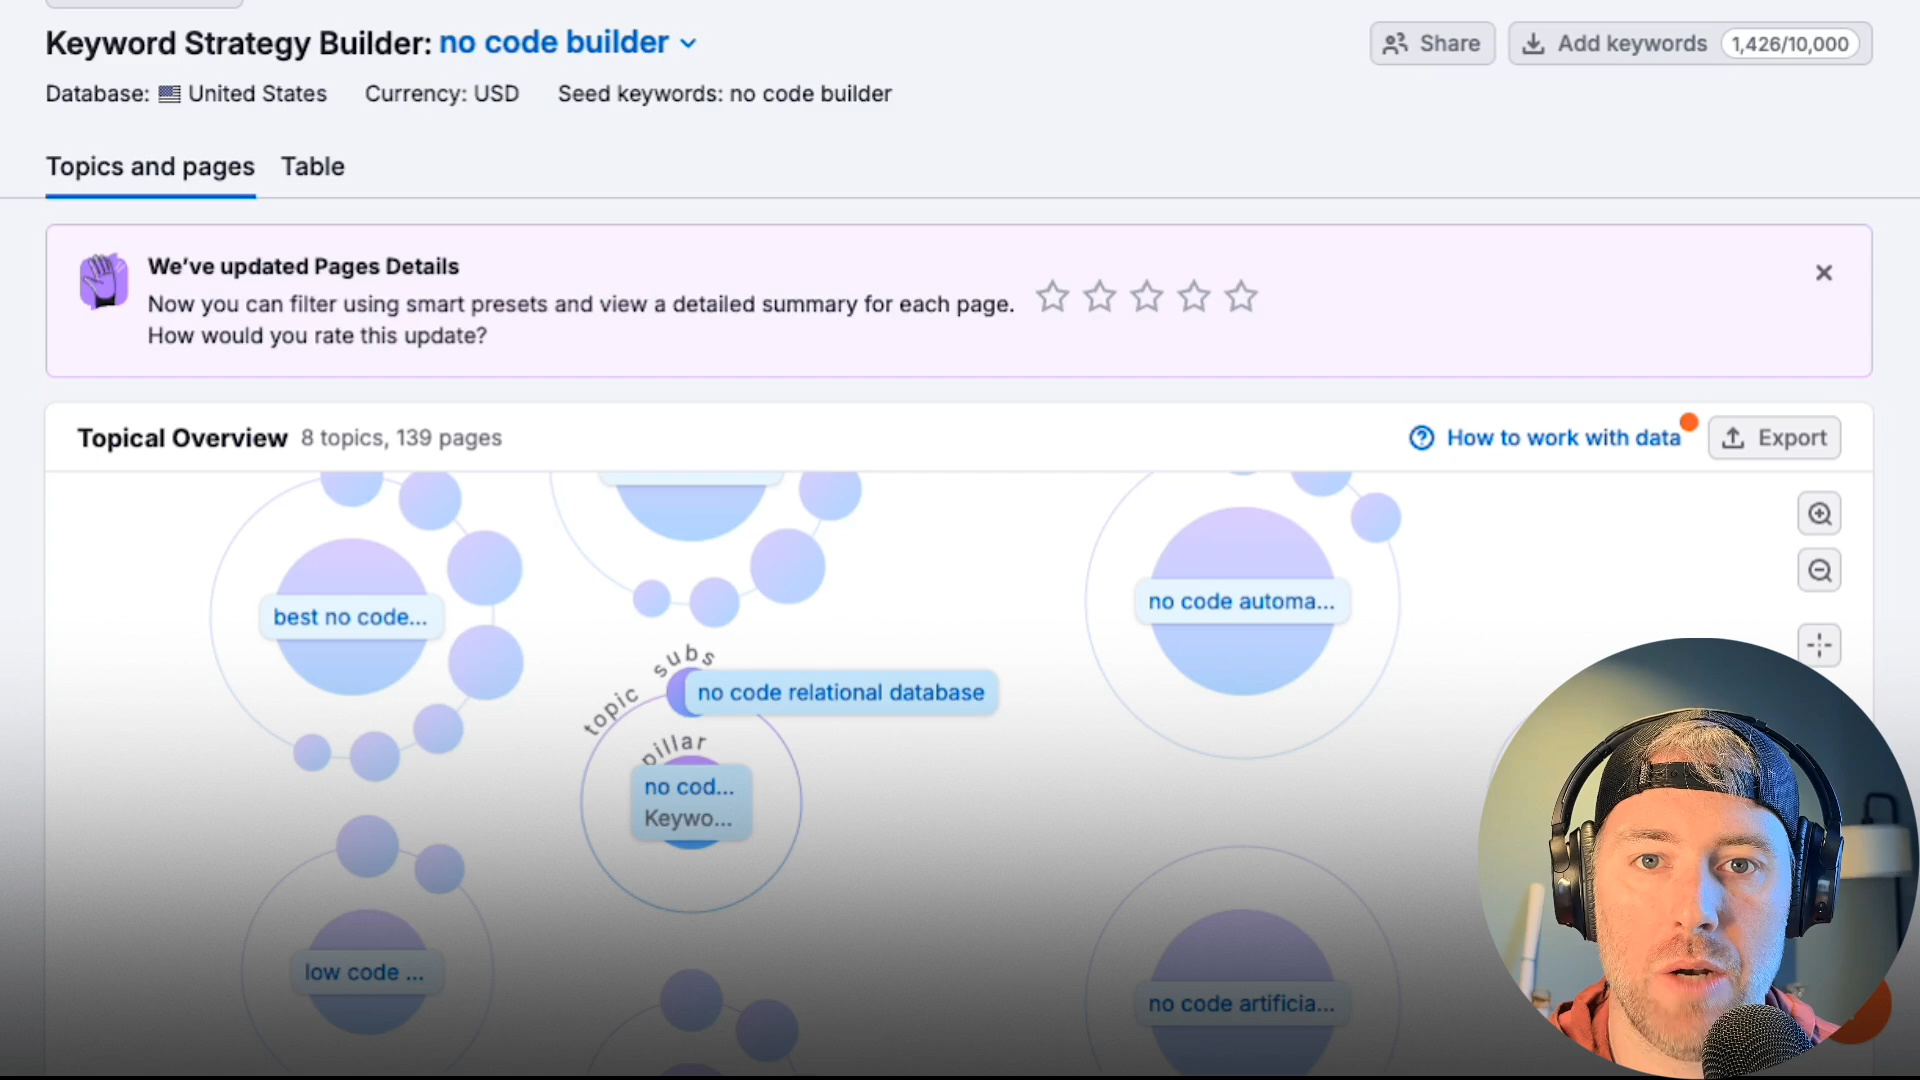 Keyword Strategy Builder: no code builder
Share
Add keywords 1,426/10,000
Database: United States Currency: USD Seed keywords: no code builder
Topics and pages Table
We've updated Pages Details
Now you can filter using smart presets and view a detailed summary for each page.
How would you rate this update?
Topical Overview 8 topics, 139 pages
How to work with data
Export
best no code...
no code automa...
topic subs
no code relational database
pillar
no cod...
Keywo...
low code ...
no code artificia...